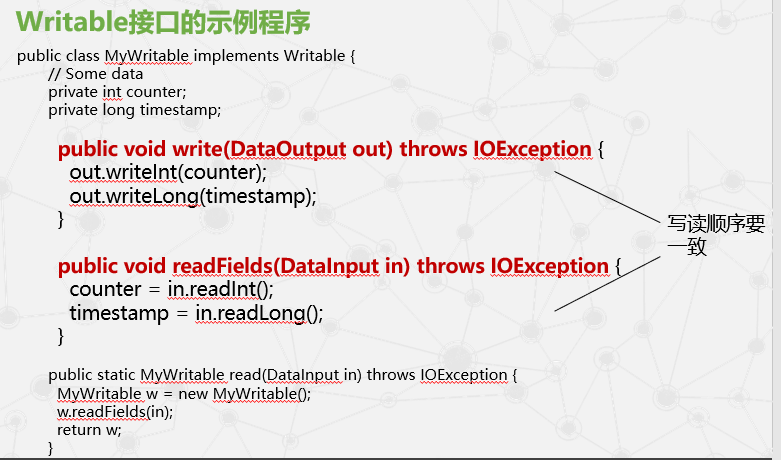 Writable接口的示例程序
public class MyWritable implements Writable {
// Some data
private int counter;
private long timestamp;
public void write(DataOutput out) throws IOException {
out.writeInt(counter);
out.writeLong(timestamp);
}
写读顺序要
一致
public void readFields(DataInput in) throws IOException {
counter = in.readInt();
timestamp = in.readLong();
}
public static MyWritable read(DataInput in) throws IOException {
MyWritable w = new MyWritable();
w.readFields(in);
return w;
}